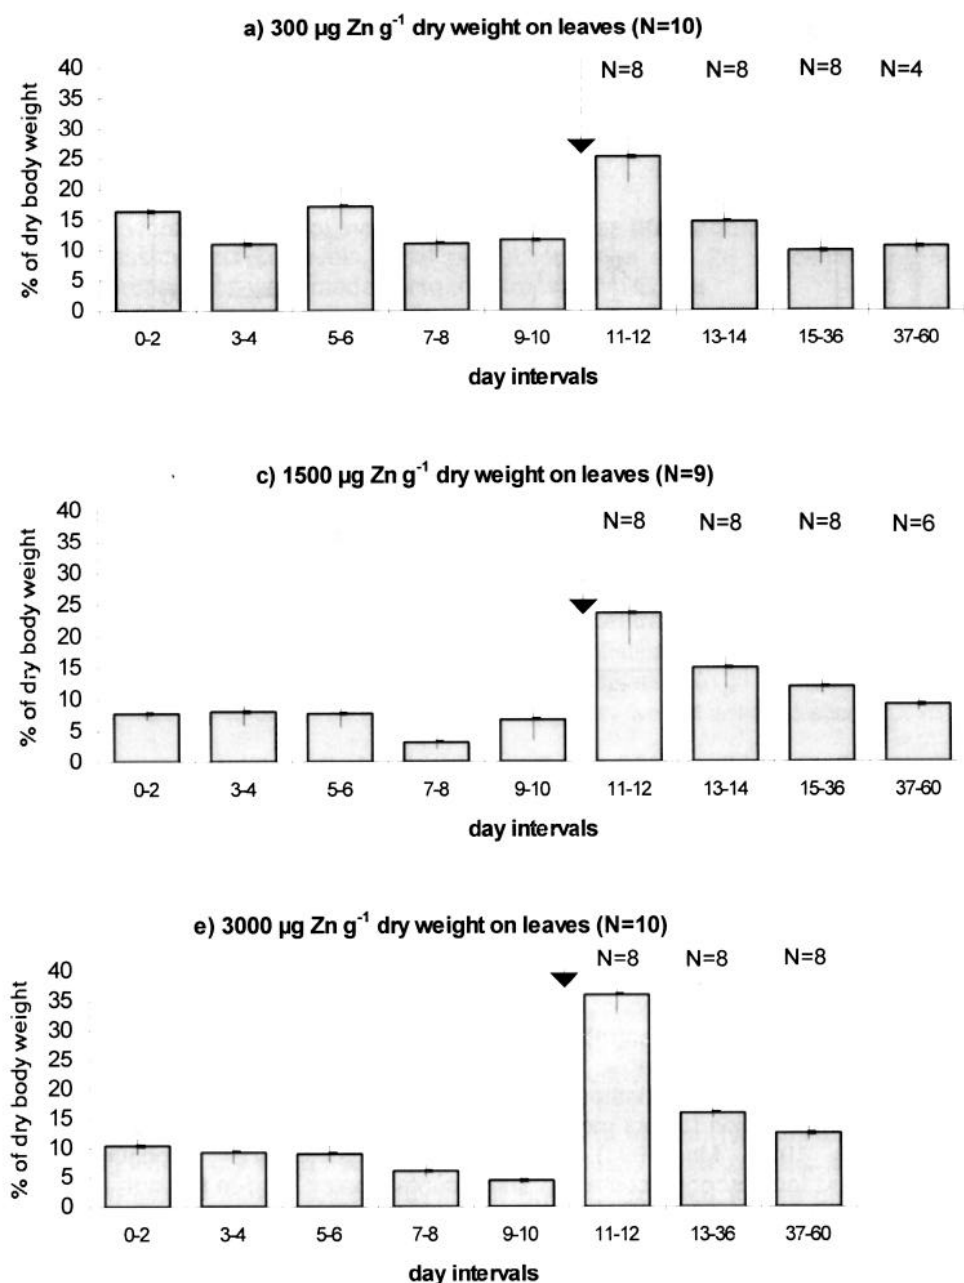 a) 300 µg Zn g⁻¹ dry weight on leaves (N=10)
N=8 N=8 N=8 N=4
% of dry body weight
40
35
30
25
20
15
10
5
0
0-2 3-4 5-6 7-8 9-10 11-12 13-14 15-36 37-60
day intervals
c) 1500 µg Zn g⁻¹ dry weight on leaves (N=9)
N=8 N=8 N=8 N=6
% of dry body weight
40
35
30
25
20
15
10
5
0
0-2 3-4 5-6 7-8 9-10 11-12 13-14 15-36 37-60
day intervals
e) 3000 µg Zn g⁻¹ dry weight on leaves (N=10)
N=8 N=8 N=8
% of dry body weight
40
35
30
25
20
15
10
5
0
0-2 3-4 5-6 7-8 9-10 11-12 13-36 37-60
day intervals